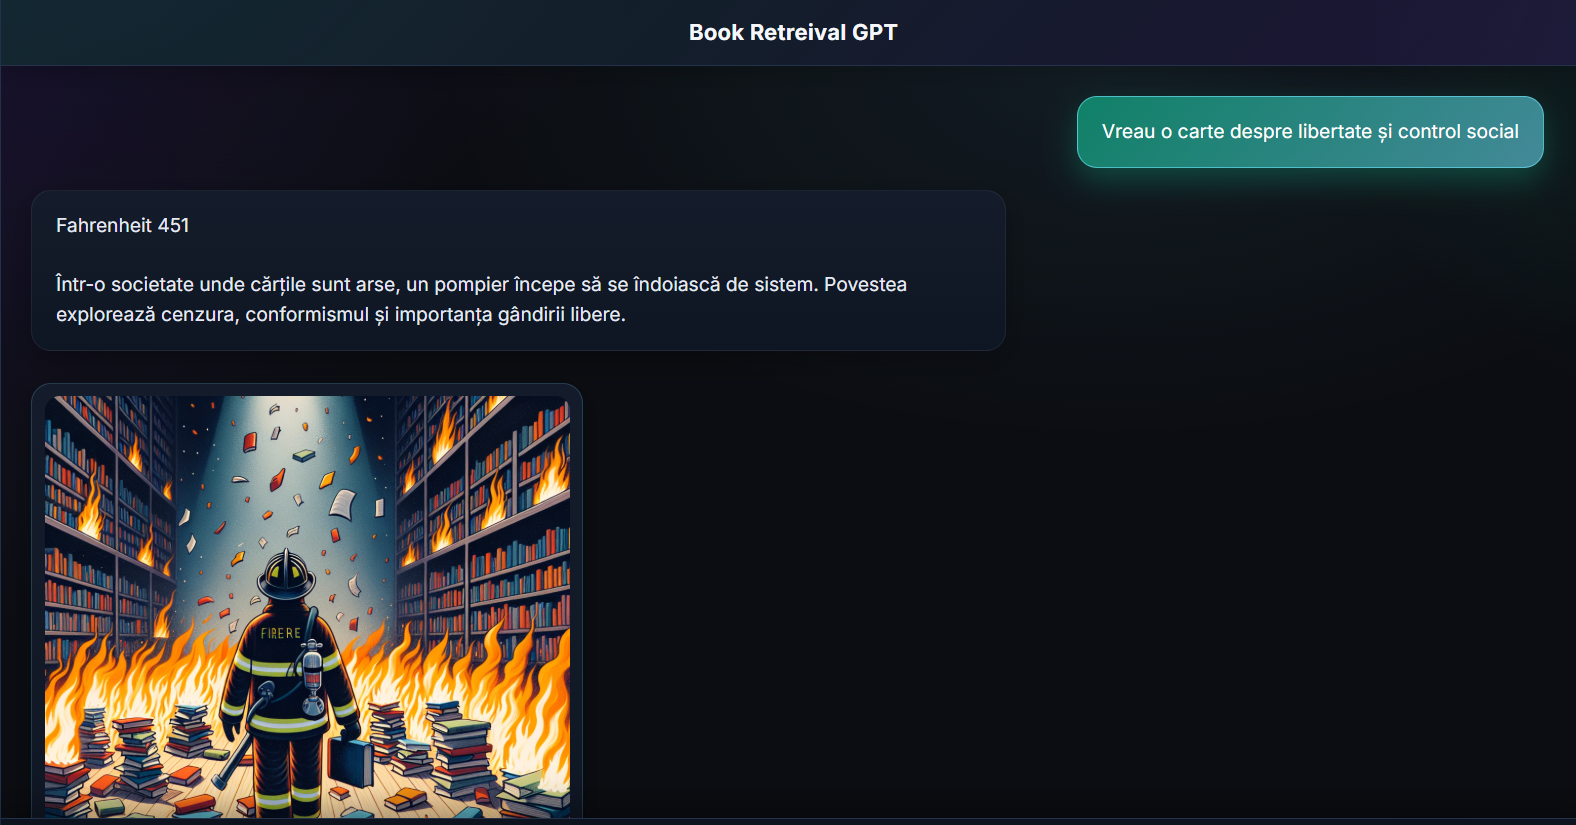 Book Retreival GPT
Vreau o carte despre libertate și control social
Fahrenheit 451
Într-o societate unde cărțile sunt arse, un pompier începe să se îndoiască de sistem. Povestea
explorează cenzura, conformismul și importanța gândirii libere.
FIRERE